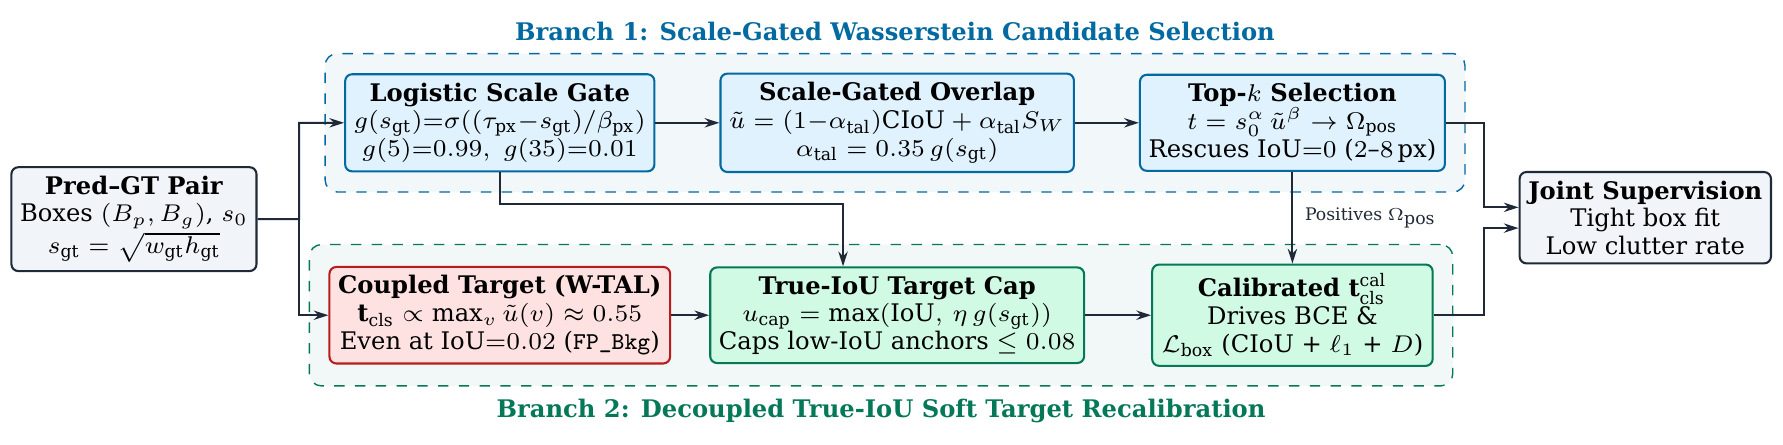 Branch 1: Scale-Gated Wasserstein Candidate Selection
Pred–GT Pair
Boxes (B_p, B_g), s_0
s_gt = √(w_gt h_gt)
Logistic Scale Gate
g(s_gt)=σ((τ_px−s_gt)/β_px)
g(5)=0.99, g(35)=0.01
Scale-Gated Overlap
ũ = (1−α_tal)CIoU + α_tal S_W
α_tal = 0.35 g(s_gt)
Top-k Selection
t = s_0^α ũ^β → Ω_pos
Rescues IoU=0 (2–8 px)
Positives Ω_pos
Coupled Target (W-TAL)
t_cls ∝ max_v ũ(v) ≈ 0.55
Even at IoU=0.02 (FP_Bkg)
True-IoU Target Cap
u_cap = max(IoU, η g(s_gt))
Caps low-IoU anchors ≤ 0.08
Calibrated t_cls^cal
Drives BCE &
ℒ_box (CIoU + ℓ_1 + D)
Joint Supervision
Tight box fit
Low clutter rate
Branch 2: Decoupled True-IoU Soft Target Recalibration